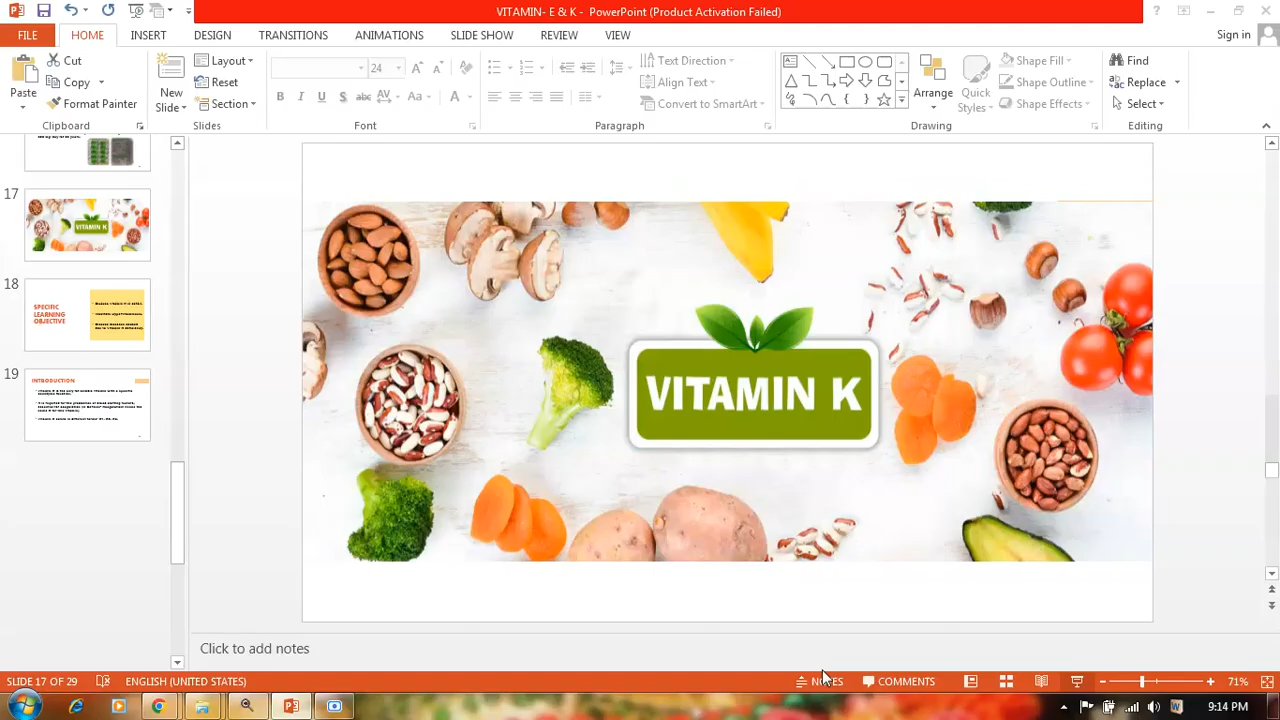 VITAMIN- E & K - PowerPoint (Product Activation Failed)
FILE HOME INSERT DESIGN TRANSITIONS ANIMATIONS SLIDE SHOW REVIEW VIEW Sign in
Paste
Cut
Copy
Format Painter
Clipboard
New Slide
Layout
Reset
Section
Slides
24
B I U S abc AV Aa A
Font
Text Direction
Align Text
Convert to SmartArt
Paragraph
Arrange
Quick Styles
Shape Fill
Shape Outline
Shape Effects
Drawing
Find
Replace
Select
Editing
17
VITAMIN K
18
SPECIFIC
LEARNING
OBJECTIVE
19
INTRODUCTION
VITAMIN K
Click to add notes
SLIDE 17 OF 29 ENGLISH (UNITED STATES) NOTES COMMENTS 71%
9:14 PM